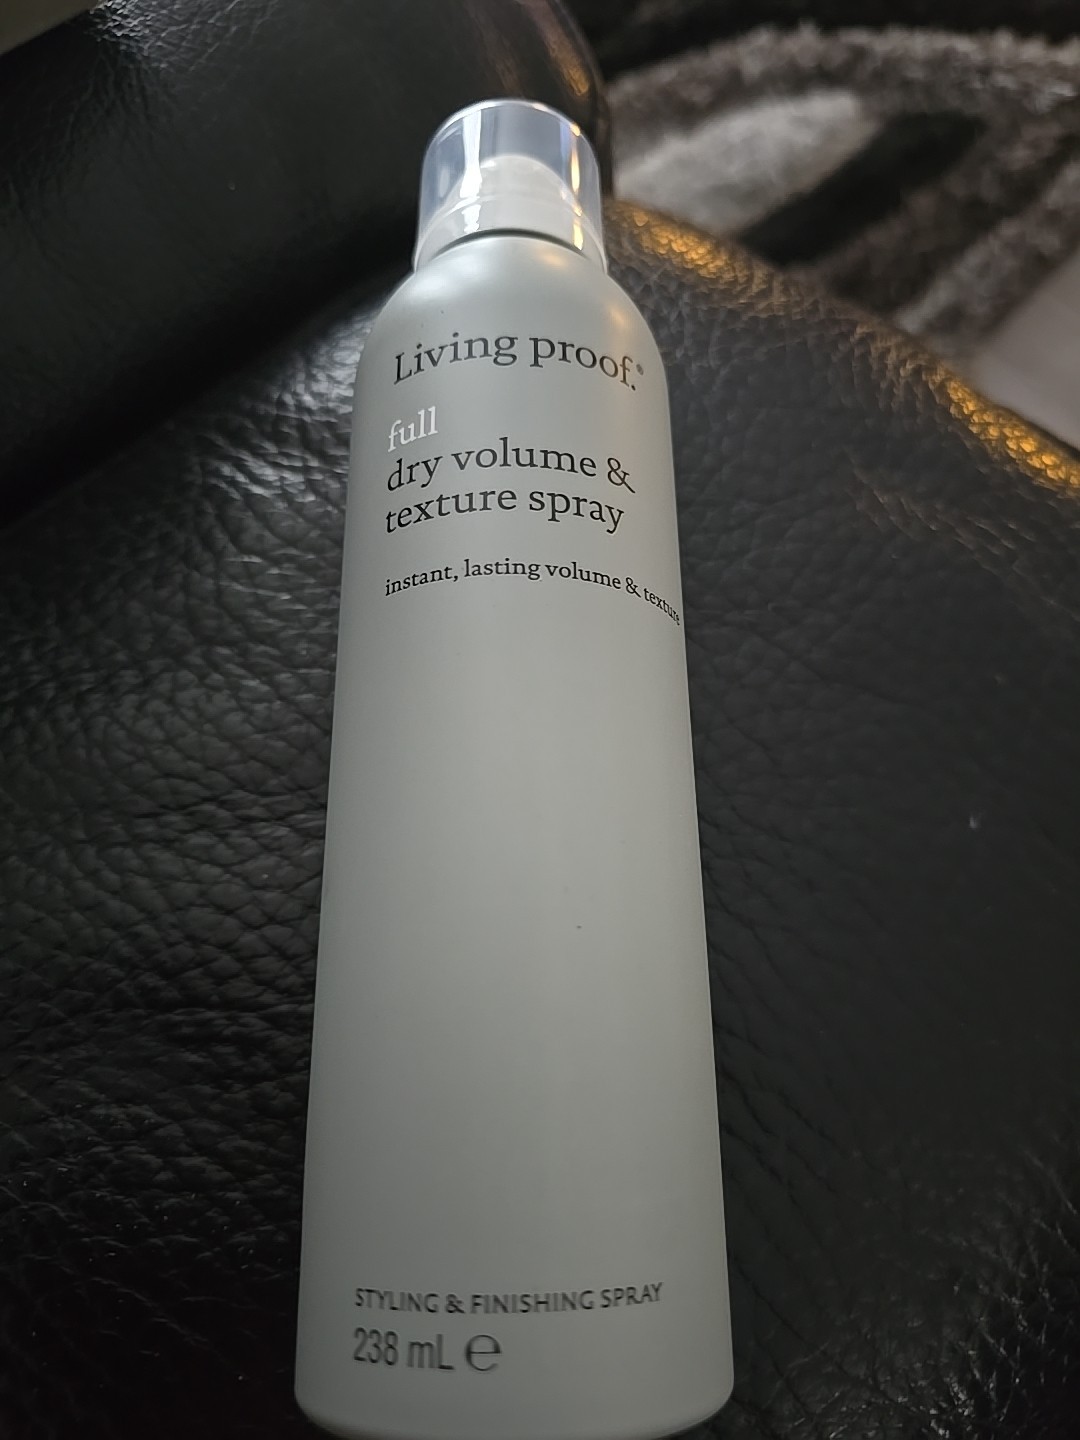 Living proof.®
full
dry volume &
texture spray
instant, lasting volume & texture
STYLING & FINISHING SPRAY
238 mL ℮